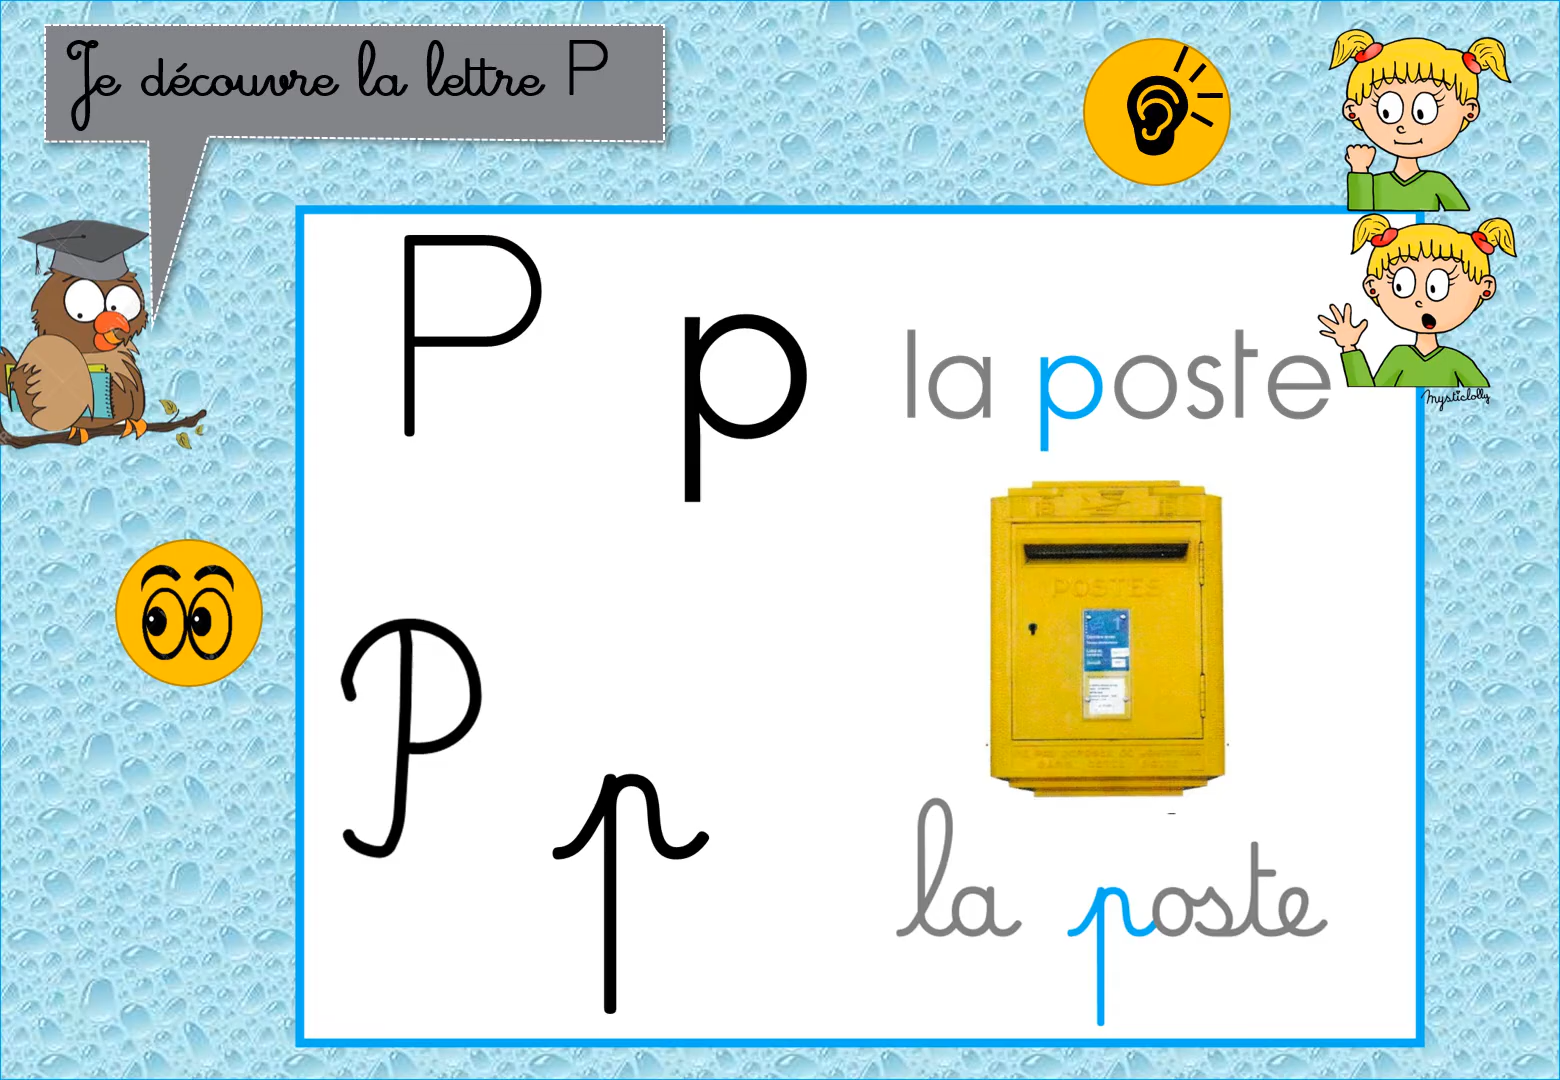 Je découvre la lettre P
P p
la poste
Mysticlolly
POSTES
P p
la poste